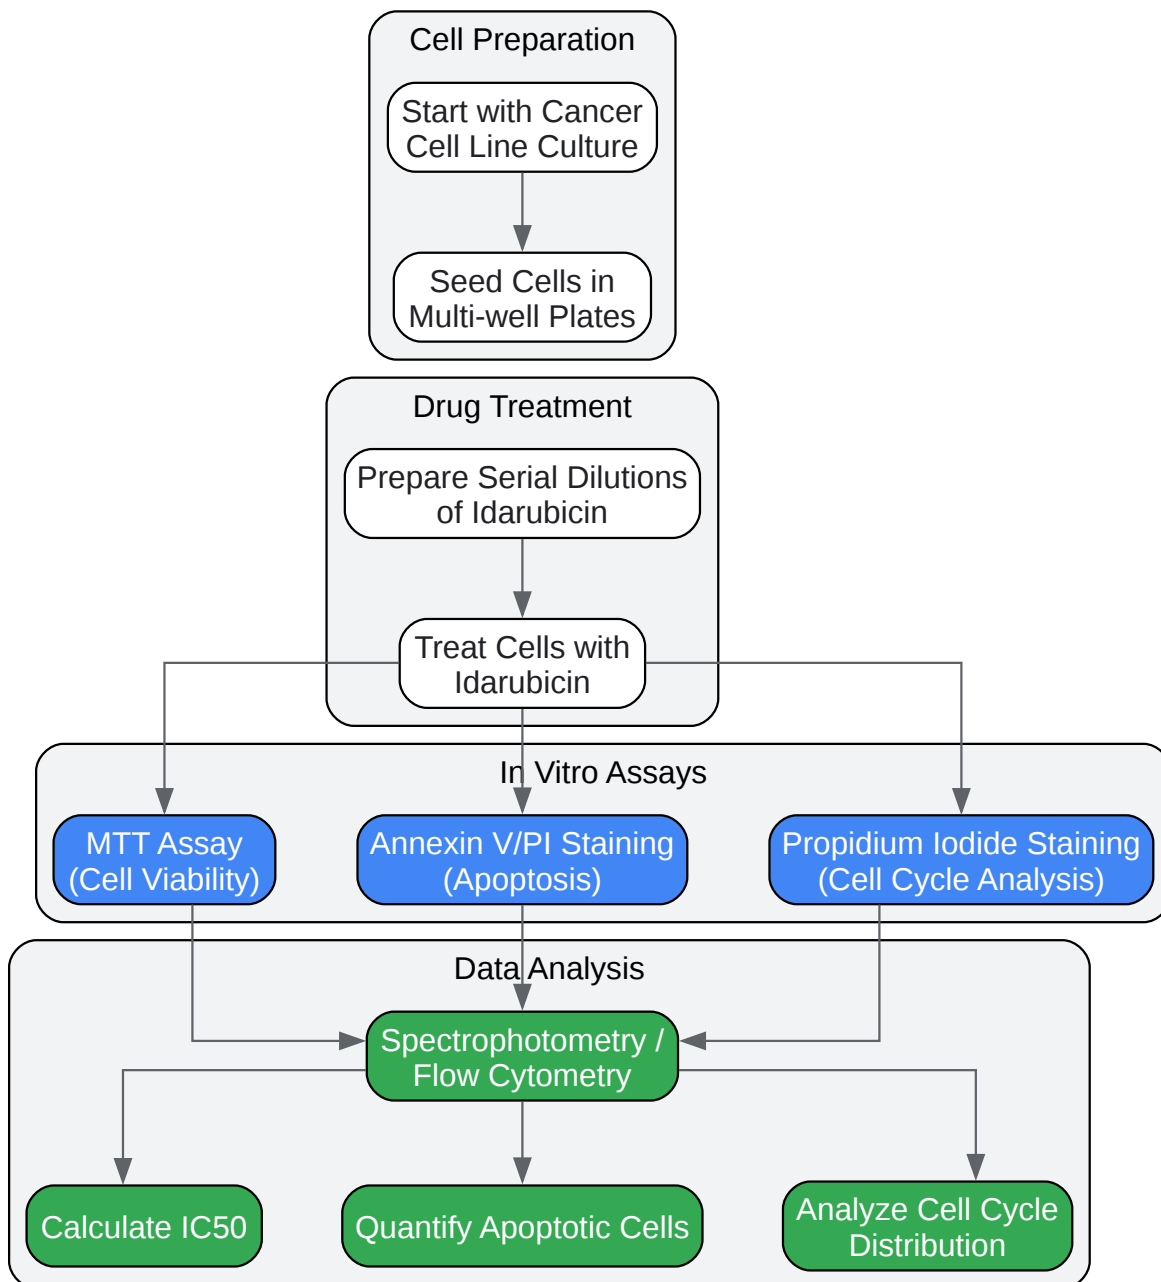 Cell Preparation
Start with Cancer
Cell Line Culture
Seed Cells in
Multi-well Plates
Drug Treatment
Prepare Serial Dilutions
of Idarubicin
Treat Cells with
Idarubicin
In Vitro Assays
MTT Assay
(Cell Viability)
Annexin V/PI Staining
(Apoptosis)
Propidium Iodide Staining
(Cell Cycle Analysis)
Data Analysis
Spectrophotometry /
Flow Cytometry
Calculate IC50
Quantify Apoptotic Cells
Analyze Cell Cycle
Distribution